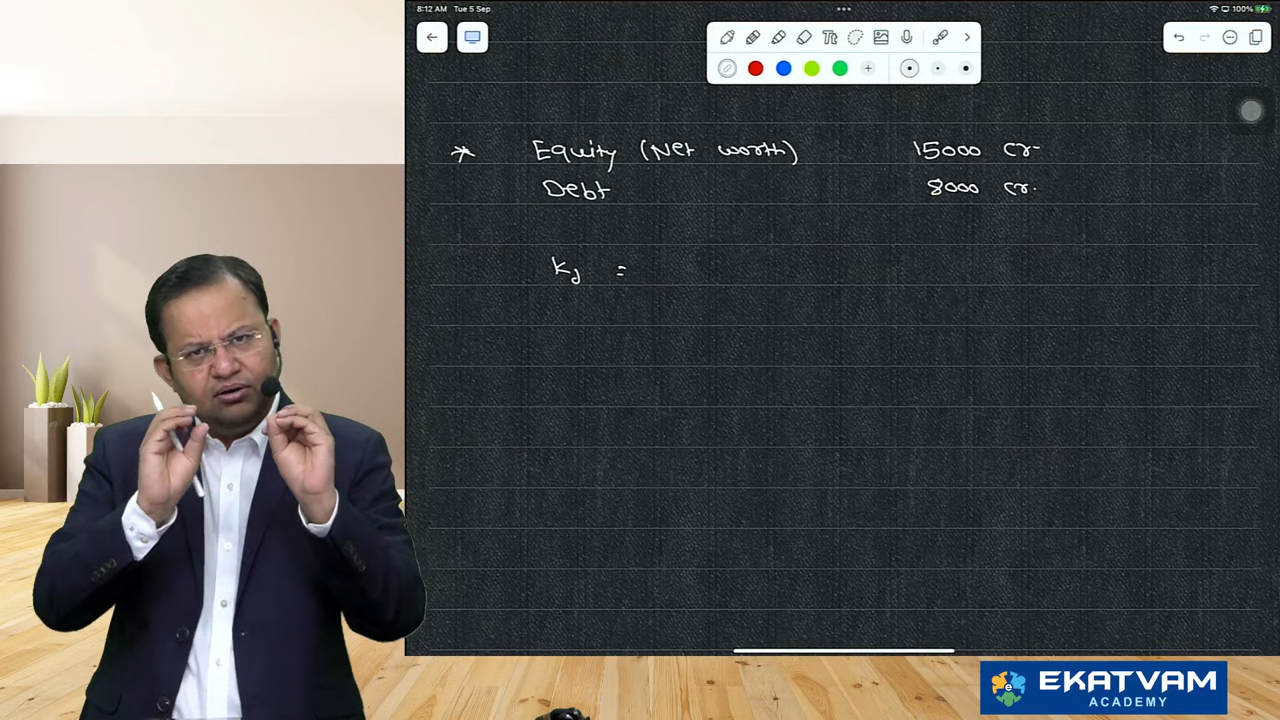 8:12 AM Tue 5 Sep
100%
* Equity (Net worth) 15000 cr.
Debt 8000 cr.
Kd =
EKATVAM
ACADEMY